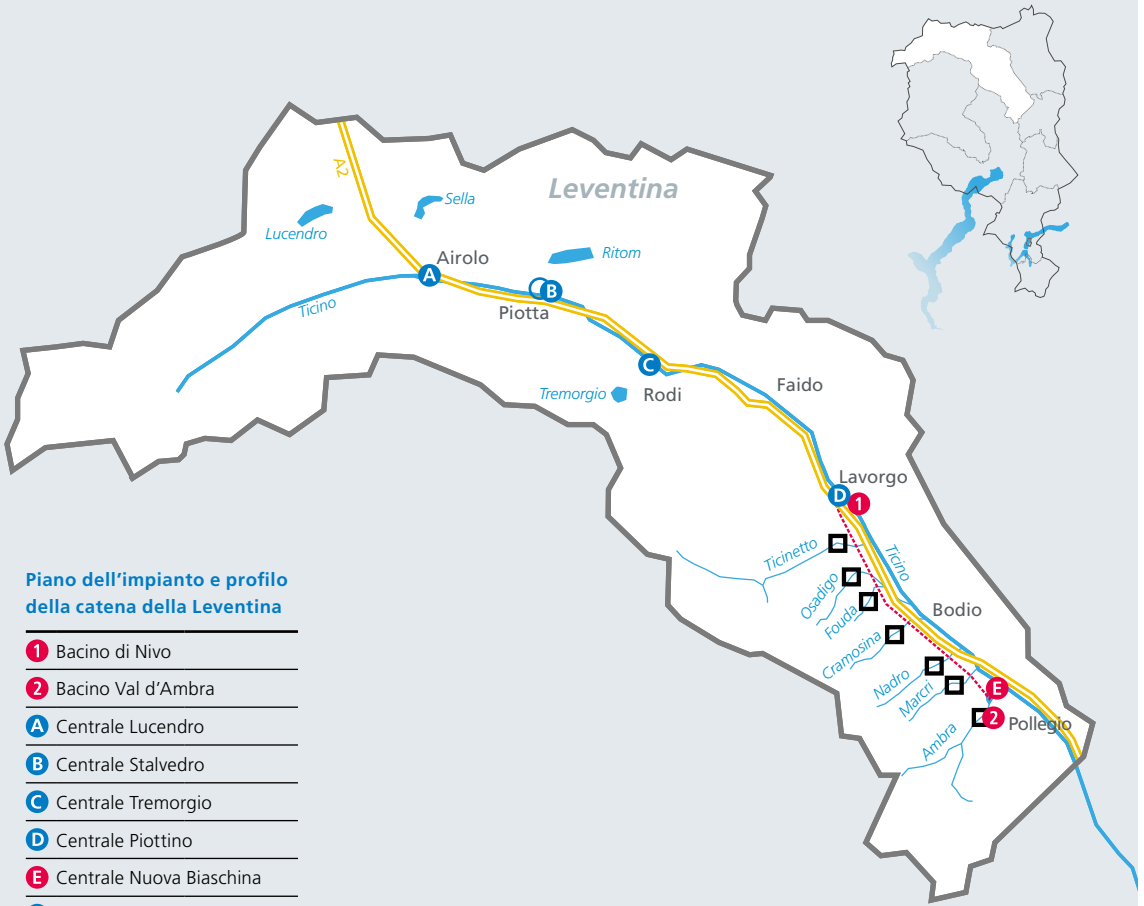 A2
Leventina
Sella
Lucendro
Ritom
Airolo
A
B
Ticino
Piotta
C
Tremorgio
Rodi
Faido
Lavorgo
D
1
Ticinetto
Ticino
Osadigo
Fouda
Bodio
Cramosina
Nadro
Marcri
E
2
Pollegio
Ambra
Piano dell'impianto e profilo
della catena della Leventina
1 Bacino di Nivo
2 Bacino Val d'Ambra
A Centrale Lucendro
B Centrale Stalvedro
C Centrale Tremorgio
D Centrale Piottino
E Centrale Nuova Biaschina